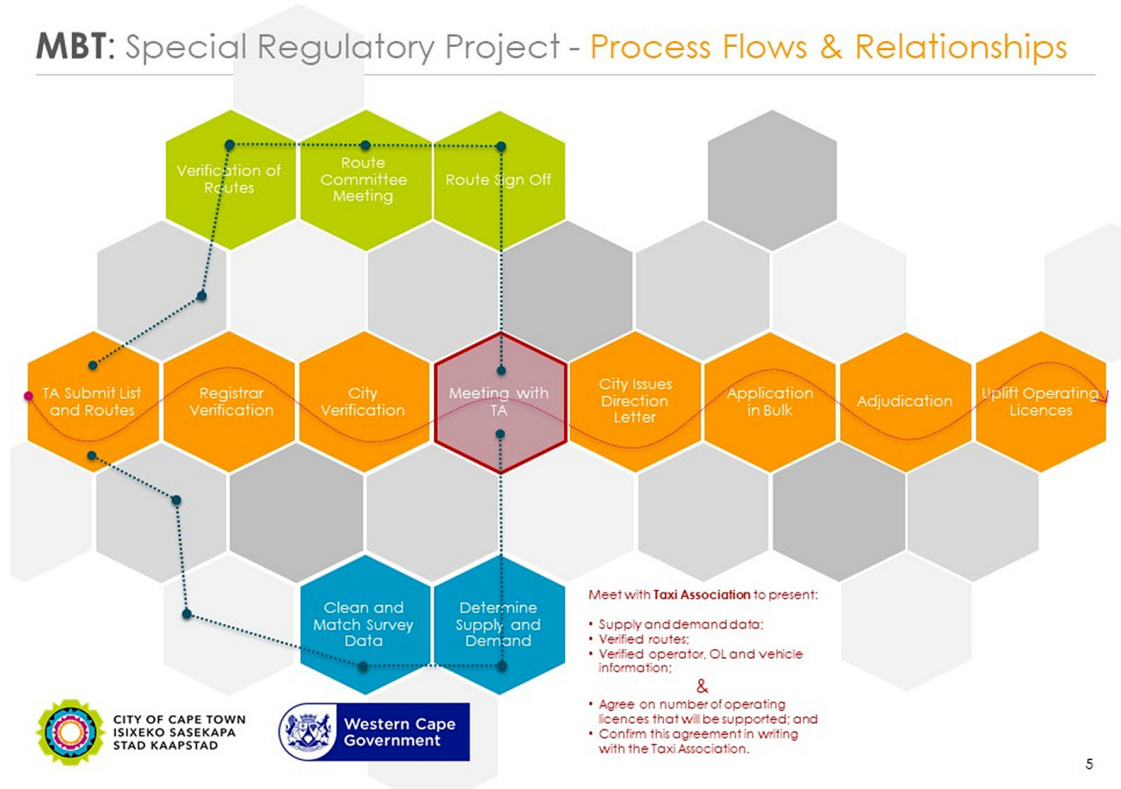 MBT: Special Regulatory Project - Process Flows & Relationships
Verification of
Routes
Route
Committee
Meeting
Route Sign Off
TA Submit List
and Routes
Registrar
Verification
City
Verification
Meeting with
TA
City Issues
Direction
Letter
Application
in Bulk
Adjudication
Uplift Operating
Licences
Clean and
Match Survey
Data
Determine
Supply and
Demand
Meet with Taxi Association to present:
• Supply and demand data;
• Verified routes;
• Verified operator, OL and vehicle
information;
&
• Agree on number of operating
licences that will be supported; and
• Confirm this agreement in writing
with the Taxi Association.
CITY OF CAPE TOWN
ISIXEKO SASEKAPA
STAD KAAPSTAD
Western Cape
Government
5